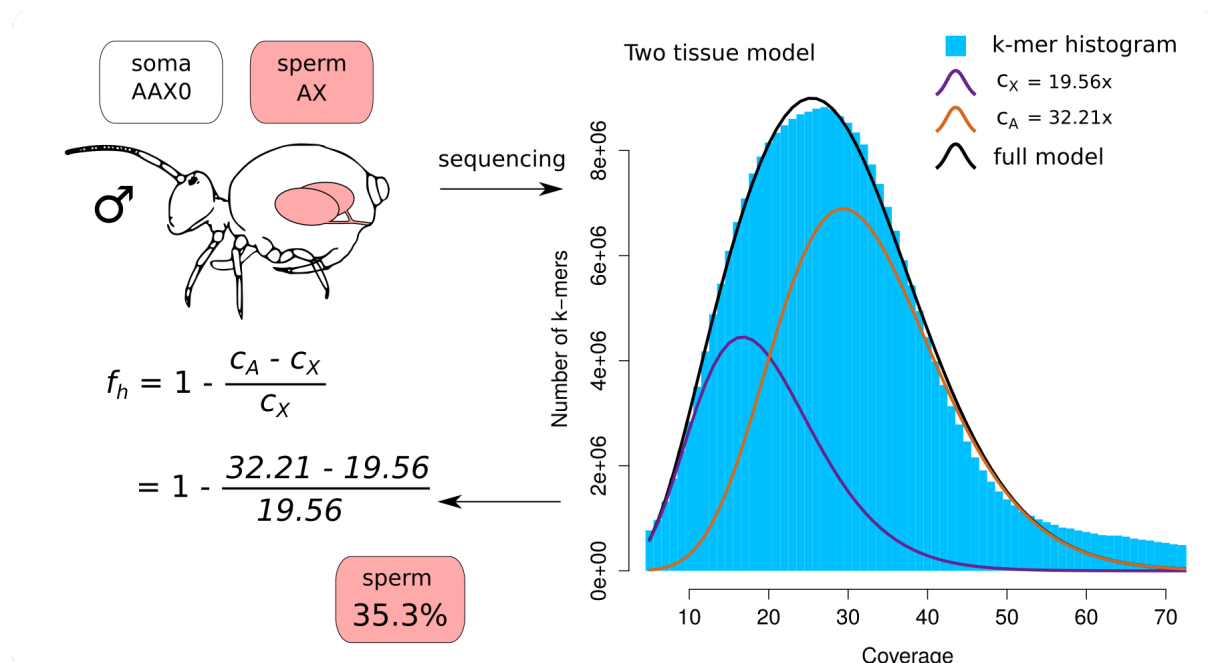 soma
AAX0
sperm
AX
♂
sequencing
f_h = 1 - (c_A - c_X) / c_X
= 1 - (32.21 - 19.56) / 19.56
sperm
35.3%
Two tissue model
k-mer histogram
c_X = 19.56x
c_A = 32.21x
full model
Number of k−mers
8e+06
6e+06
4e+06
2e+06
0e+00
10 20 30 40 50 60 70
Coverage